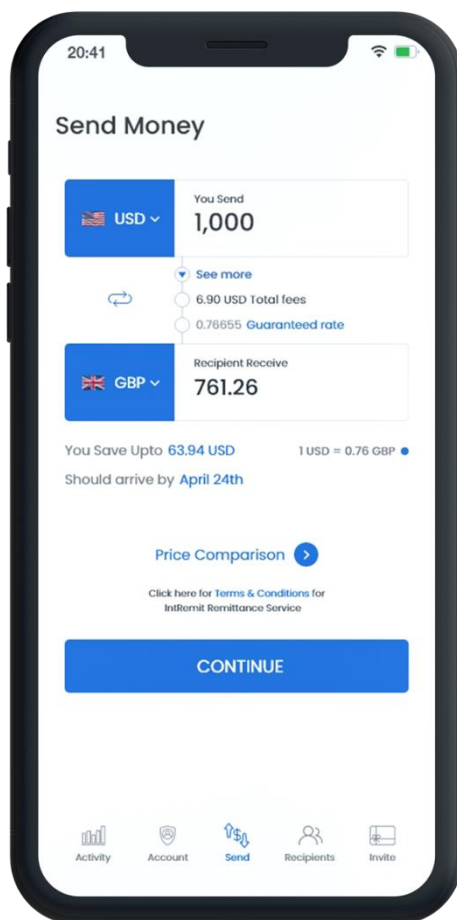 20:41
Send Money
USD
You Send
1,000
See more
6.90 USD Total fees
0.76655 Guaranteed rate
GBP
Recipient Receive
761.26
You Save Upto 63.94 USD
1 USD = 0.76 GBP
Should arrive by April 24th
Price Comparison
Click here for Terms & Conditions for
IntRemit Remittance Service
CONTINUE
Activity
Account
Send
Recipients
Invite